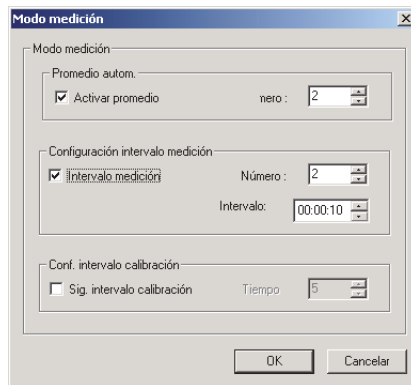 Modo medición
Modo medición
Promedio autom.
Activar promedio nero : 2
Configuración intervalo medición
Intervalo medición Número : 2
Intervalo: 00:00:10
Conf. intervalo calibración
Sig. intervalo calibración Tiempo 5
OK Cancelar